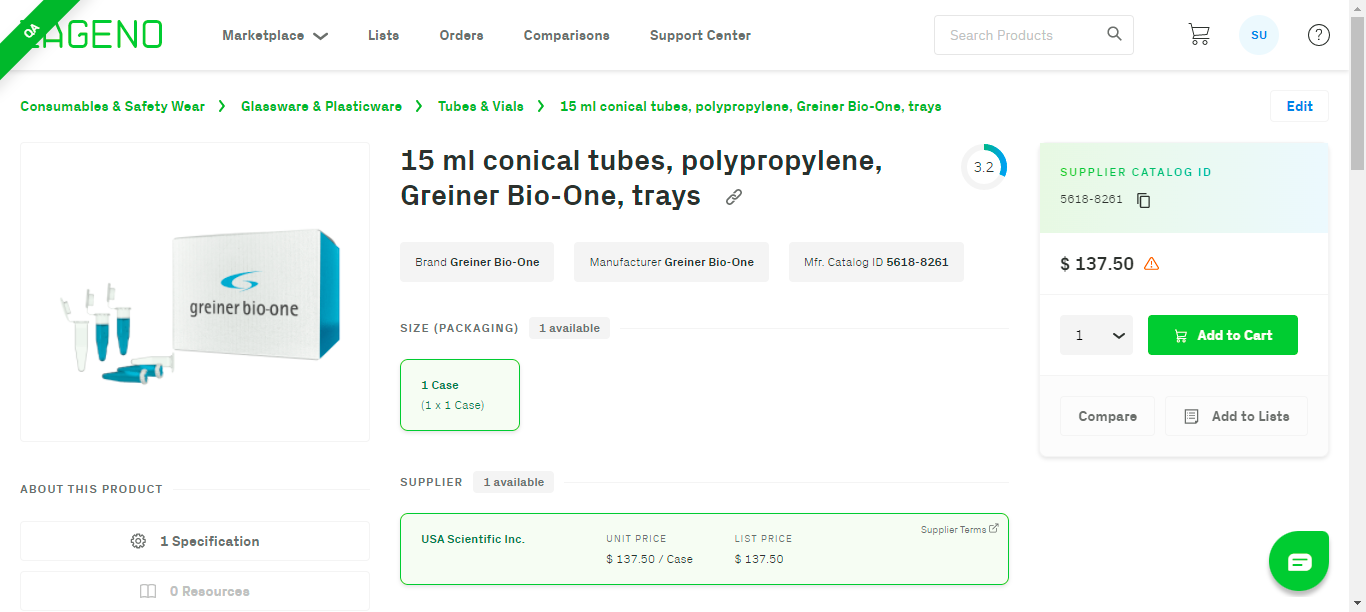 QA
ZAGENO
Marketplace
Lists
Orders
Comparisons
Support Center
Search Products
SU
?
Consumables & Safety Wear
Glassware & Plasticware
Tubes & Vials
15 ml conical tubes, polypropylene, Greiner Bio-One, trays
Edit
greiner bio-one
ABOUT THIS PRODUCT
1 Specification
0 Resources
15 ml conical tubes, polypropylene,
Greiner Bio-One, trays
3.2
Brand Greiner Bio-One
Manufacturer Greiner Bio-One
Mfr. Catalog ID 5618-8261
SIZE (PACKAGING)
1 available
1 Case
(1 x 1 Case)
SUPPLIER
1 available
USA Scientific Inc.
UNIT PRICE
$ 137.50 / Case
LIST PRICE
$ 137.50
Supplier Terms
SUPPLIER CATALOG ID
5618-8261
$ 137.50
1
Add to Cart
Compare
Add to Lists